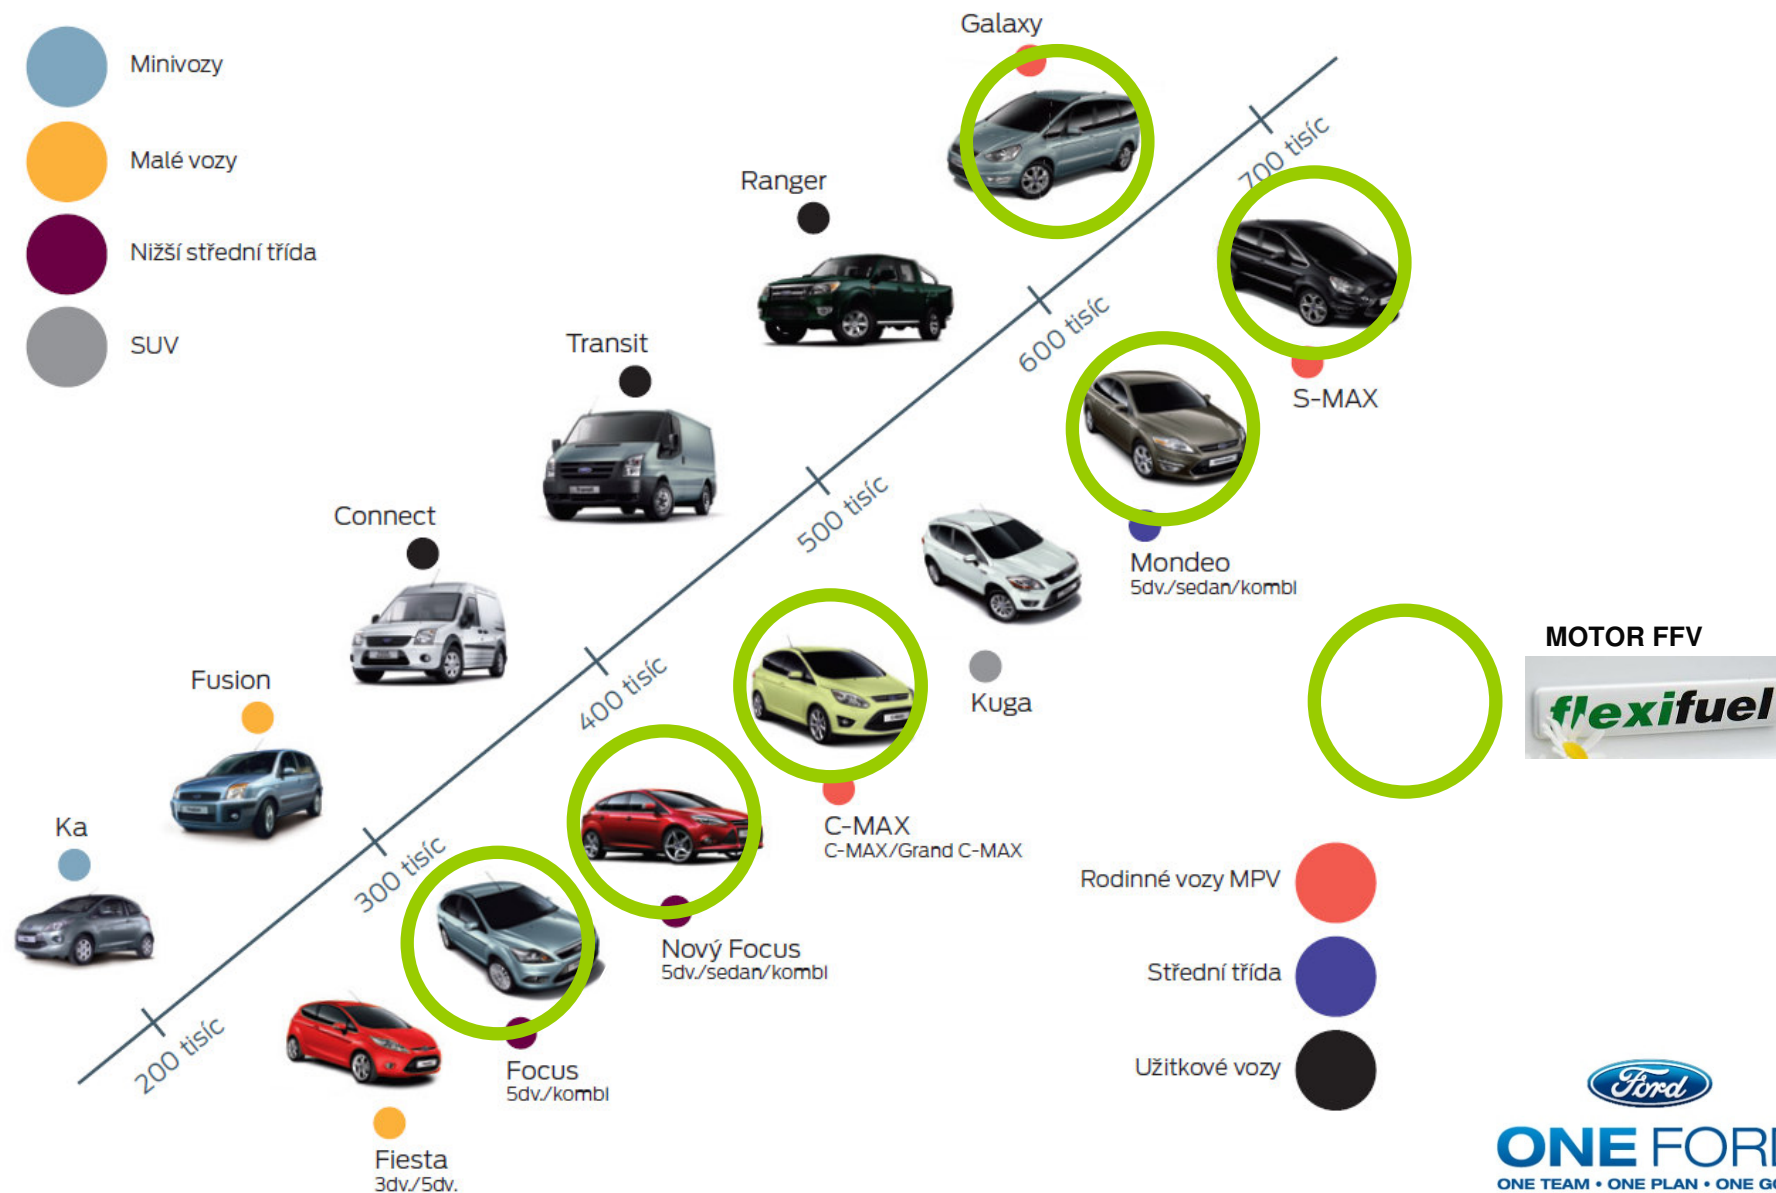 Minivozy
Malé vozy
Nižší střední třída
SUV
Galaxy
Ranger
Transit
Connect
Fusion
Ka
700 tisíc
600 tisíc
500 tisíc
400 tisíc
300 tisíc
200 tisíc
S-MAX
Mondeo
5dv./sedan/kombi
Kuga
C-MAX
C-MAX/Grand C-MAX
Nový Focus
5dv./sedan/kombi
Focus
5dv./kombi
Fiesta
3dv./5dv.
MOTOR FFV
flexifuel
Rodinné vozy MPV
Střední třída
Užitkové vozy
Ford
ONE FOR
ONE TEAM • ONE PLAN • ONE GO